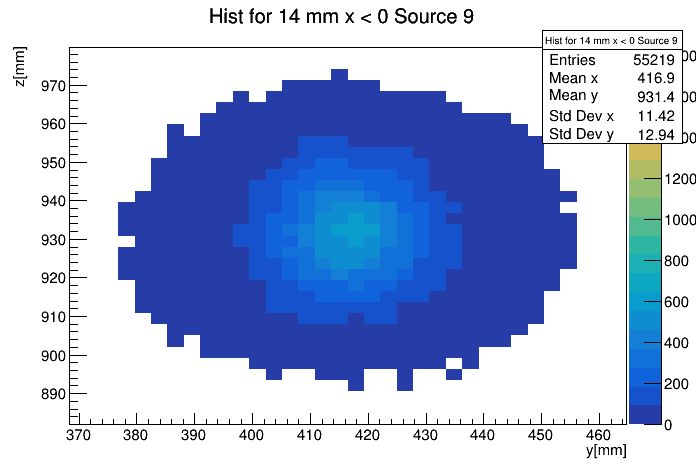 Hist for 14 mm x < 0 Source 9
z[mm]
Hist for 14 mm x < 0 Source 9
Entries 55219
Mean x 416.9
Mean y 931.4
Std Dev x 11.42
Std Dev y 12.94
970
960
950
940
930
920
910
900
890
1200
1000
800
600
400
200
0
370 380 390 400 410 420 430 440 450 460
y[mm]